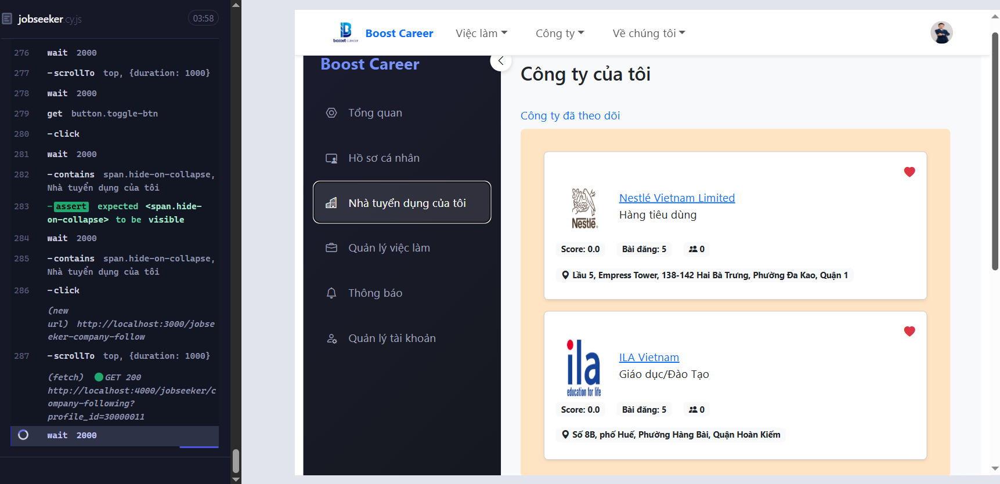 jobseeker.cy.js
03:58
276 wait 2000
277 -scrollTo top, {duration: 1000}
278 wait 2000
279 get button.toggle-btn
280 -click
281 wait 2000
282 -contains span.hide-on-collapse,
Nhà tuyển dụng của tôi
283 -assert expected <span.hide-
on-collapse> to be visible
284 wait 2000
285 -contains span.hide-on-collapse,
Nhà tuyển dụng của tôi
286 -click
(new
url) http://localhost:3000/jobse
eker-company-follow
287 -scrollTo top, {duration: 1000}
(fetch) GET 200
http://localhost:4000/jobseeker/c
ompany-following?
profile_id=30000011
wait 2000
B
booost career
Boost Career
Việc làm
Công ty
Về chúng tôi
Boost Career
Tổng quan
Hồ sơ cá nhân
Nhà tuyển dụng của tôi
Quản lý việc làm
Thông báo
Quản lý tài khoản
Công ty của tôi
Công ty đã theo dõi
Nestlé
Nestlé Vietnam Limited
Hàng tiêu dùng
Score: 0.0
Bài đăng: 5
0
Lầu 5, Empress Tower, 138-142 Hai Bà Trưng, Phường Đa Kao, Quận 1
ila
education for life
ILA Vietnam
Giáo dục/Đào Tạo
Score: 0.0
Bài đăng: 5
0
Số 8B, phố Huế, Phường Hàng Bài, Quận Hoàn Kiếm